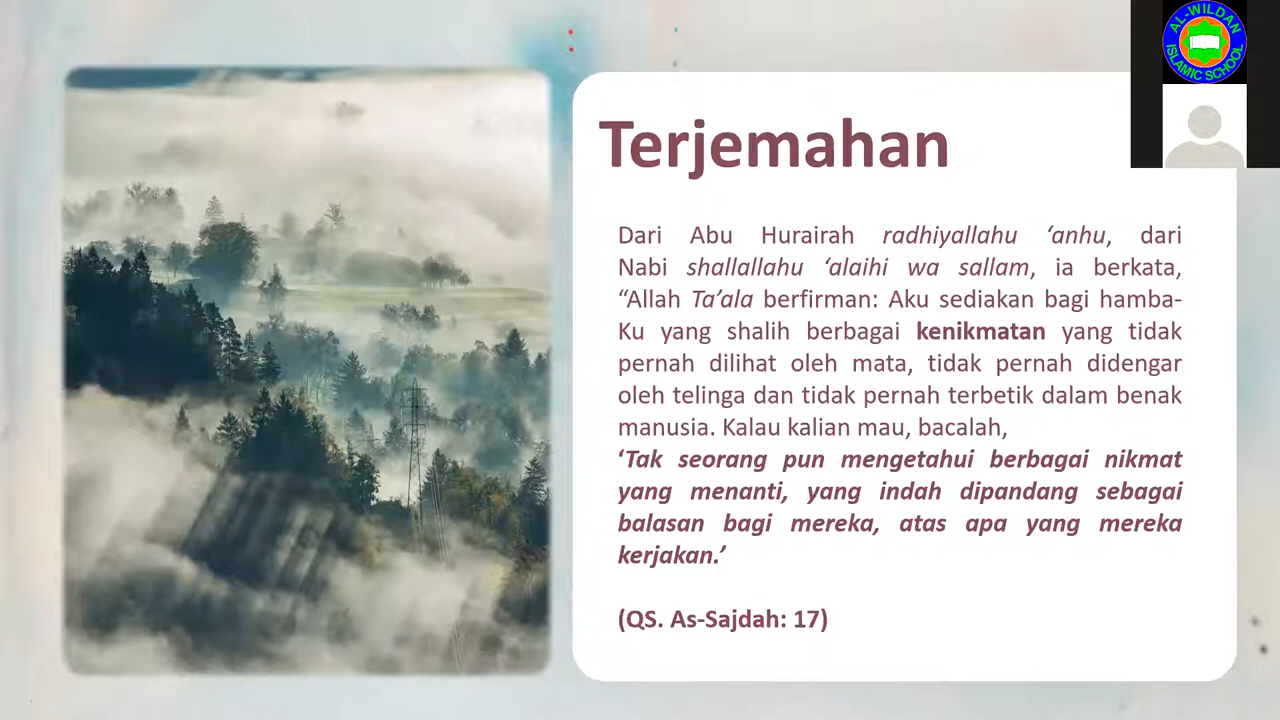 AL-WILDAN
ISLAMIC SCHOOL
Terjemahan
Dari Abu Hurairah radhiyallahu ‘anhu, dari
Nabi shallallahu ‘alaihi wa sallam, ia berkata,
“Allah Ta’ala berfirman: Aku sediakan bagi hamba-
Ku yang shalih berbagai kenikmatan yang tidak
pernah dilihat oleh mata, tidak pernah didengar
oleh telinga dan tidak pernah terbetik dalam benak
manusia. Kalau kalian mau, bacalah,
‘Tak seorang pun mengetahui berbagai nikmat
yang menanti, yang indah dipandang sebagai
balasan bagi mereka, atas apa yang mereka
kerjakan.’
(QS. As-Sajdah: 17)